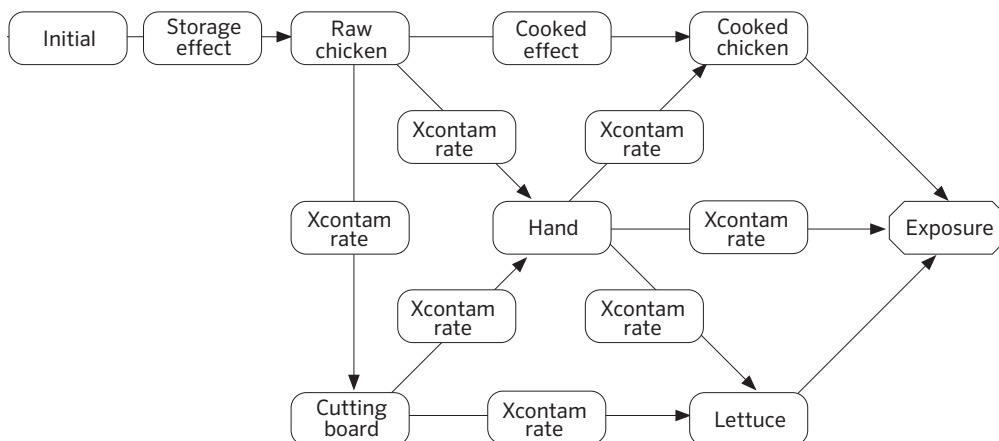 Initial
Storage
effect
Raw
chicken
Cooked
effect
Cooked
chicken
Xcontam
rate
Xcontam
rate
Xcontam
rate
Hand
Xcontam
rate
Exposure
Xcontam
rate
Xcontam
rate
Cutting
board
Xcontam
rate
Lettuce